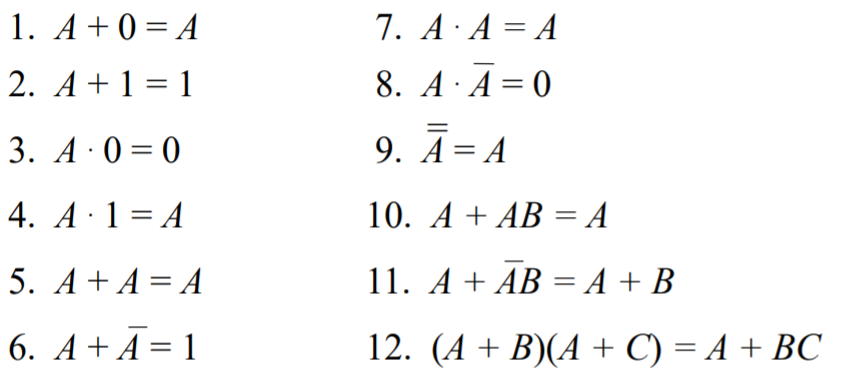 1. A + 0 = A
2. A + 1 = 1
3. A · 0 = 0
4. A · 1 = A
5. A + A = A
6. A + A̅ = 1
7. A · A = A
8. A · A̅ = 0
9. A̿ = A
10. A + AB = A
11. A + A̅B = A + B
12. (A + B)(A + C) = A + BC